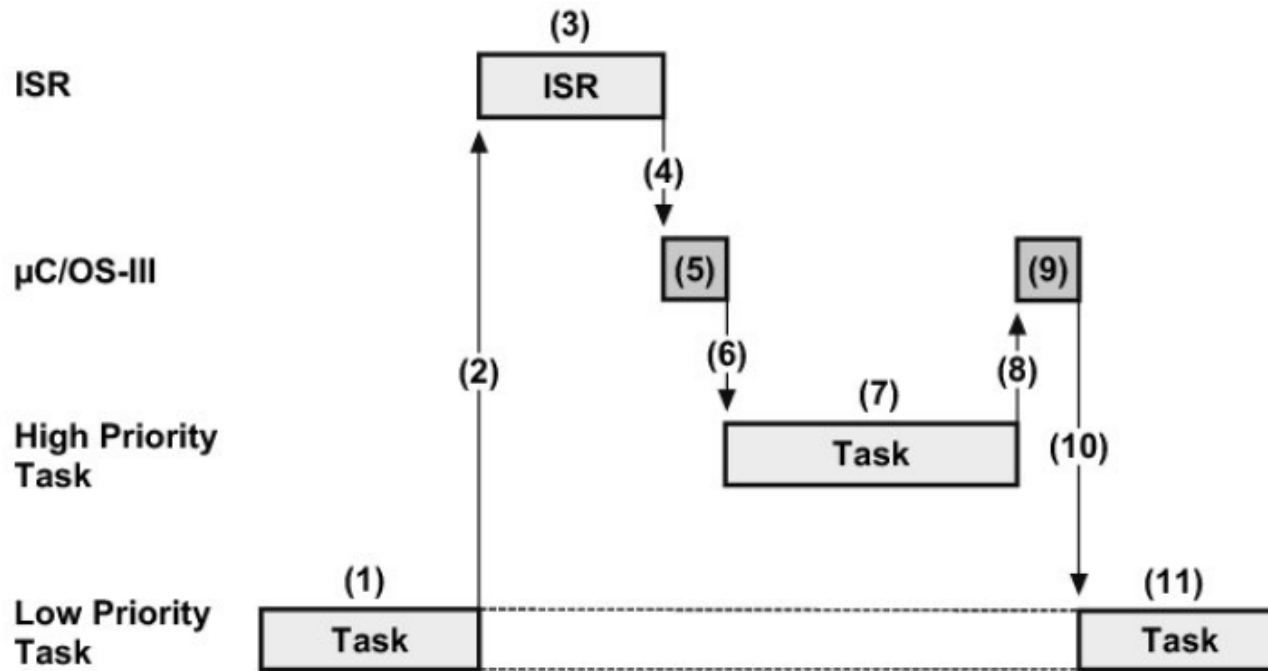 (3)
ISR
ISR
(4)
µC/OS-III
(5)
(9)
(6)
(2)
(8)
(7)
High Priority
Task
Task
(10)
(1)
(11)
Low Priority
Task
Task
Task